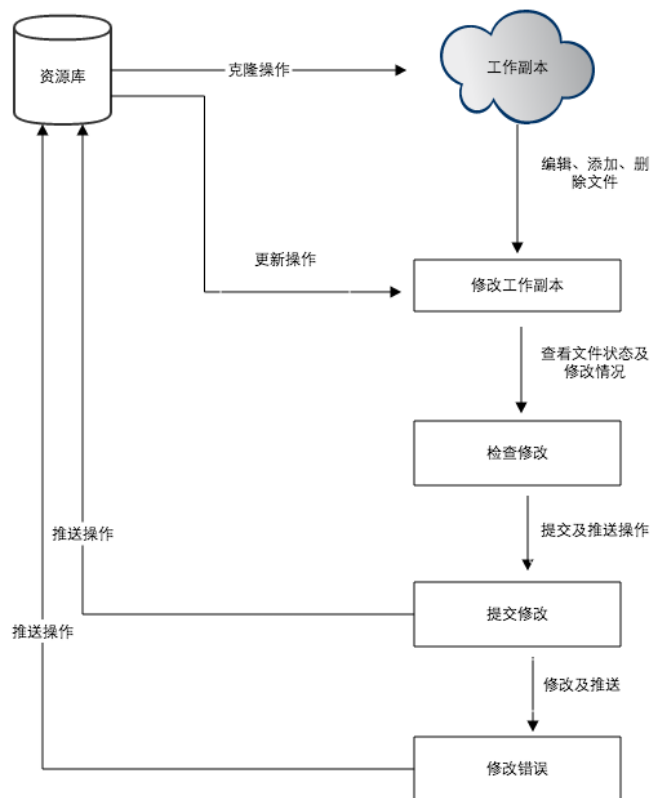 资源库
克隆操作
工作副本
编辑、添加、删
除文件
更新操作
修改工作副本
查看文件状态及
修改情况
检查修改
推送操作
提交及推送操作
提交修改
推送操作
修改及推送
修改错误